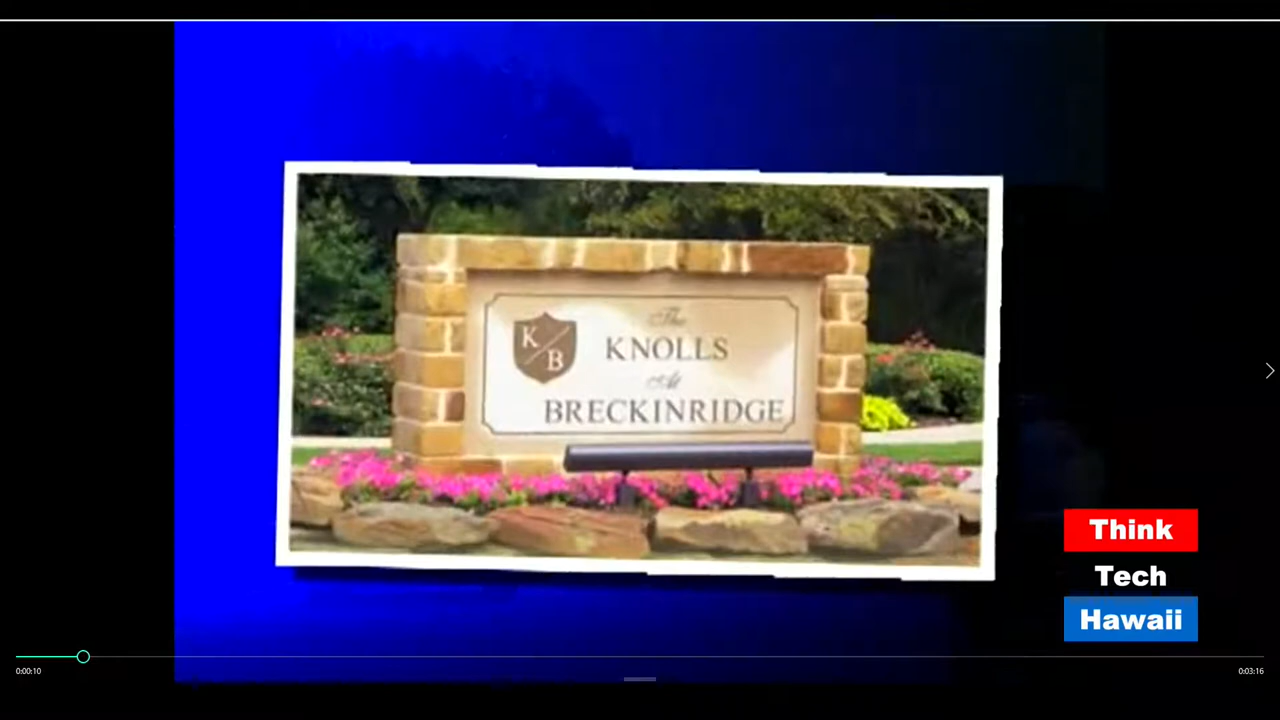 K
B
The
KNOLLS
At
BRECKINRIDGE
Think
Tech
Hawaii
0:00:10
0:03:16